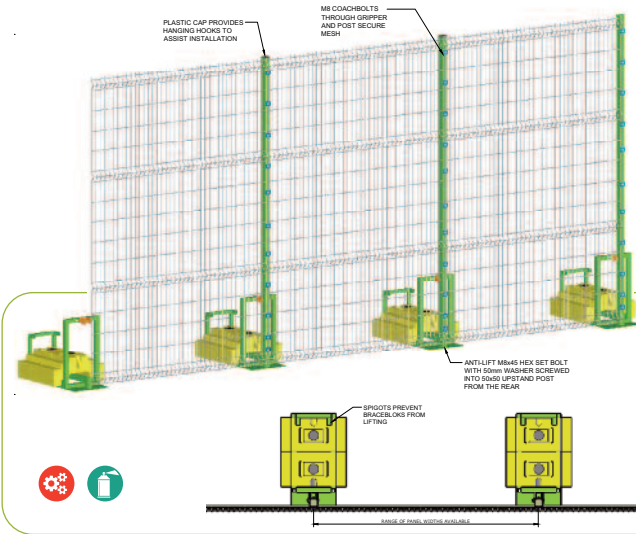 PLASTIC CAP PROVIDES
HANGING HOOKS TO
ASSIST INSTALLATION
M8 COACHBOLTS
THROUGH GRIPPER
AND POST SECURE
MESH
ANTI-LIFT M8x45 HEX SET BOLT
WITH 50mm WASHER SCREWED
INTO 50x50 UPSTAND POST
FROM THE REAR
SPIGOTS PREVENT
BRACEBLOKS FROM
LIFTING
RANGE OF PANEL WIDTHS AVAILABLE